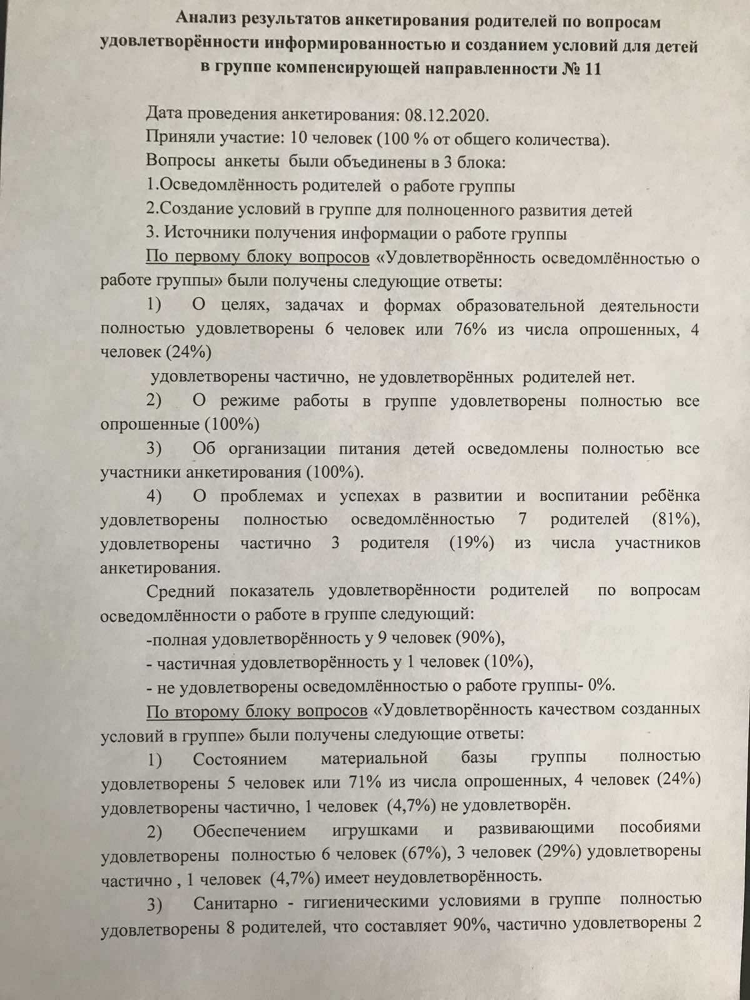 Анализ результатов анкетирования родителей по вопросам
удовлетворённости информированностью и созданием условий для детей
в группе компенсирующей направленности № 11
Дата проведения анкетирования: 08.12.2020.
Приняли участие: 10 человек (100 % от общего количества).
Вопросы анкеты были объединены в 3 блока:
1.Осведомлённость родителей о работе группы
2.Создание условий в группе для полноценного развития детей
3. Источники получения информации о работе группы
По первому блоку вопросов «Удовлетворённость осведомлённостью о
работе группы» были получены следующие ответы:
1) О целях, задачах и формах образовательной деятельности
полностью удовлетворены 6 человек или 76% из числа опрошенных, 4
человек (24%)
удовлетворены частично, не удовлетворённых родителей нет.
2) О режиме работы в группе удовлетворены полностью все
опрошенные (100%)
3) Об организации питания детей осведомлены полностью все
участники анкетирования (100%).
4) О проблемах и успехах в развитии и воспитании ребёнка
удовлетворены полностью осведомлённостью 7 родителей (81%),
удовлетворены частично 3 родителя (19%) из числа участников
анкетирования.
Средний показатель удовлетворённости родителей по вопросам
осведомлённости о работе в группе следующий:
-полная удовлетворённость у 9 человек (90%),
- частичная удовлетворённость у 1 человек (10%),
- не удовлетворены осведомлённостью о работе группы- 0%.
По второму блоку вопросов «Удовлетворённость качеством созданных
условий в группе» были получены следующие ответы:
1) Состоянием материальной базы группы полностью
удовлетворены 5 человек или 71% из числа опрошенных, 4 человек (24%)
удовлетворены частично, 1 человек (4,7%) не удовлетворён.
2) Обеспечением игрушками и развивающими пособиями
удовлетворены полностью 6 человек (67%), 3 человек (29%) удовлетворены
частично , 1 человек (4,7%) имеет неудовлетворённость.
3) Санитарно - гигиеническими условиями в группе полностью
удовлетворены 8 родителей, что составляет 90%, частично удовлетворены 2